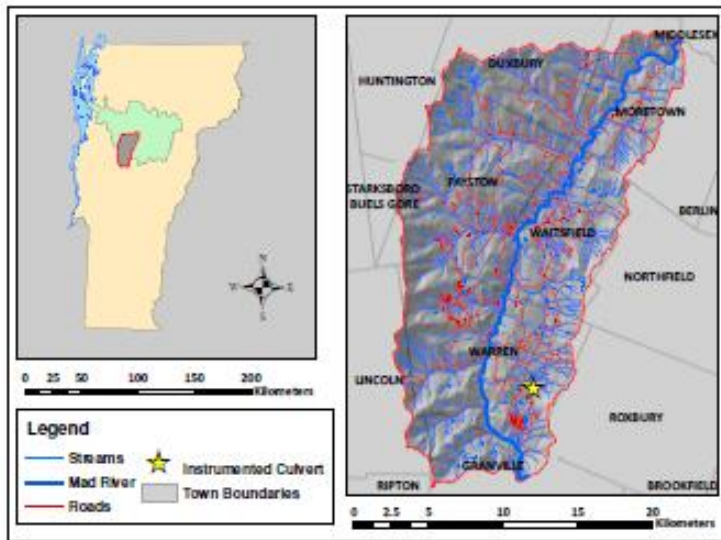 N
W E
S
0 25 50 100 150 200
Kilometers
Legend
Streams
Mad River
Roads
Instrumented Culvert
Town Boundaries
MIDDLESEX
DUXBURY
HUNTINGTON
MORETOWN
FAYSTON
STARKSBORO
BUELS GORE
BERLIN
WAITSFIELD
NORTHFIELD
WARREN
LINCOLN
ROXBURY
GRANVILLE
RIPTON
BROOKFIELD
0 2.5 5 10 15 20
Kilometers